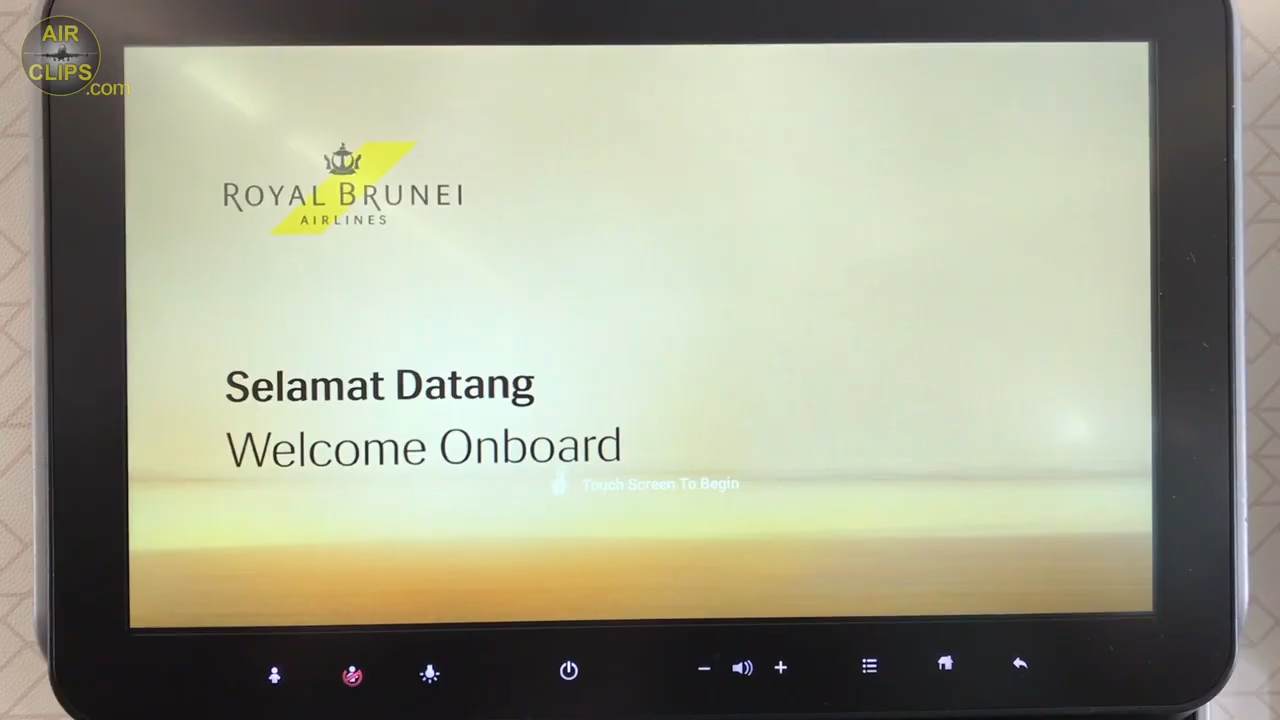 AIR
CLIPS
.com
ROYAL BRUNEI
AIRLINES
Selamat Datang
Welcome Onboard
Touch Screen To Begin